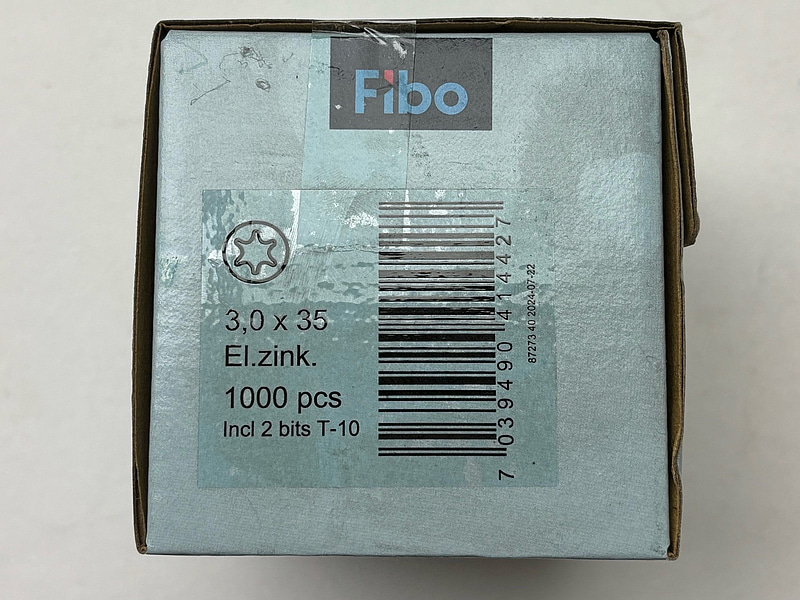 Fibo
3,0 x 35
El.zink.
1000 pcs
Incl 2 bits T-10
7 039490 414427
87273 40 2024-07-22